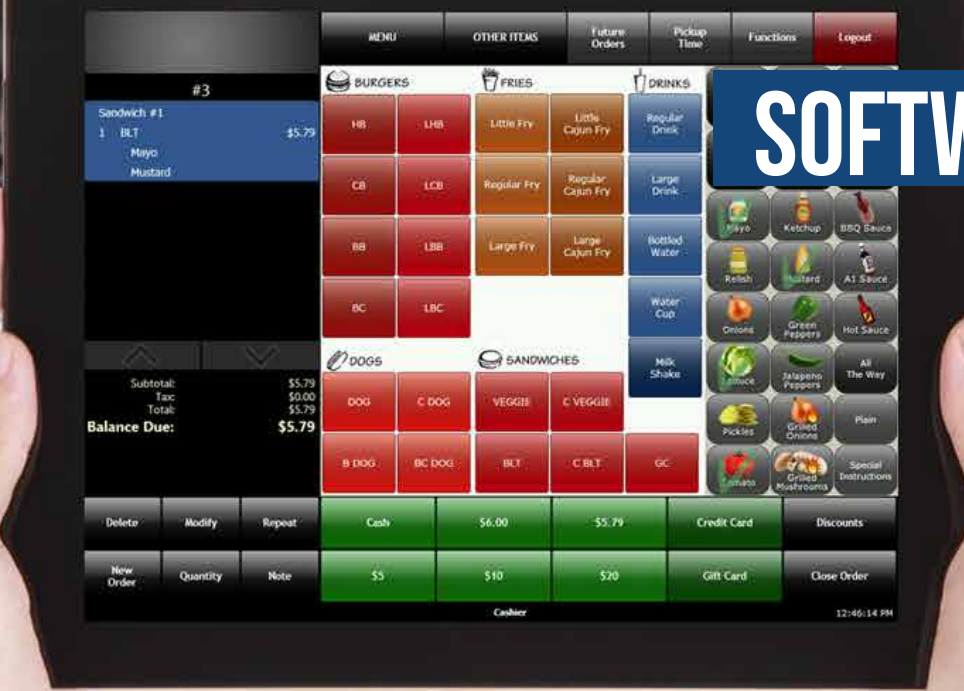 MENU
OTHER ITEMS
Future
Orders
Pickup
Time
Functions
Logout
SOFTW
#3
Sandwich #1
1 BLT $5.79
Mayo
Mustard
Subtotal: $5.79
Tax: $0.00
Total: $5.79
Balance Due: $5.79
BURGERS
HB
LHB
CB
LCB
BB
LBB
BC
LBC
FRIES
Little Fry
Little
Cajun Fry
Regular Fry
Regular
Cajun Fry
Large Fry
Large
Cajun Fry
DRINKS
Regular
Drink
Large
Drink
Bottled
Water
Water
Cup
Milk
Shake
DOGS
DOG
C DOG
B DOG
BC DOG
SANDWICHES
VEGGIE
C VEGGIE
BLT
C BLT
GC
Mayo
Ketchup
BBQ Sauce
Relish
Mustard
A1 Sauce
Onions
Green
Peppers
Hot Sauce
Lettuce
Jalapeno
Peppers
All
The Way
Pickles
Grilled
Onions
Plain
Tomato
Grilled
Mushrooms
Special
Instructions
Delete
Modify
Repeat
Cash
$6.00
$5.79
Credit Card
Discounts
New
Order
Quantity
Note
$5
$10
$20
Gift Card
Close Order
Cashier
12:46:14 PM